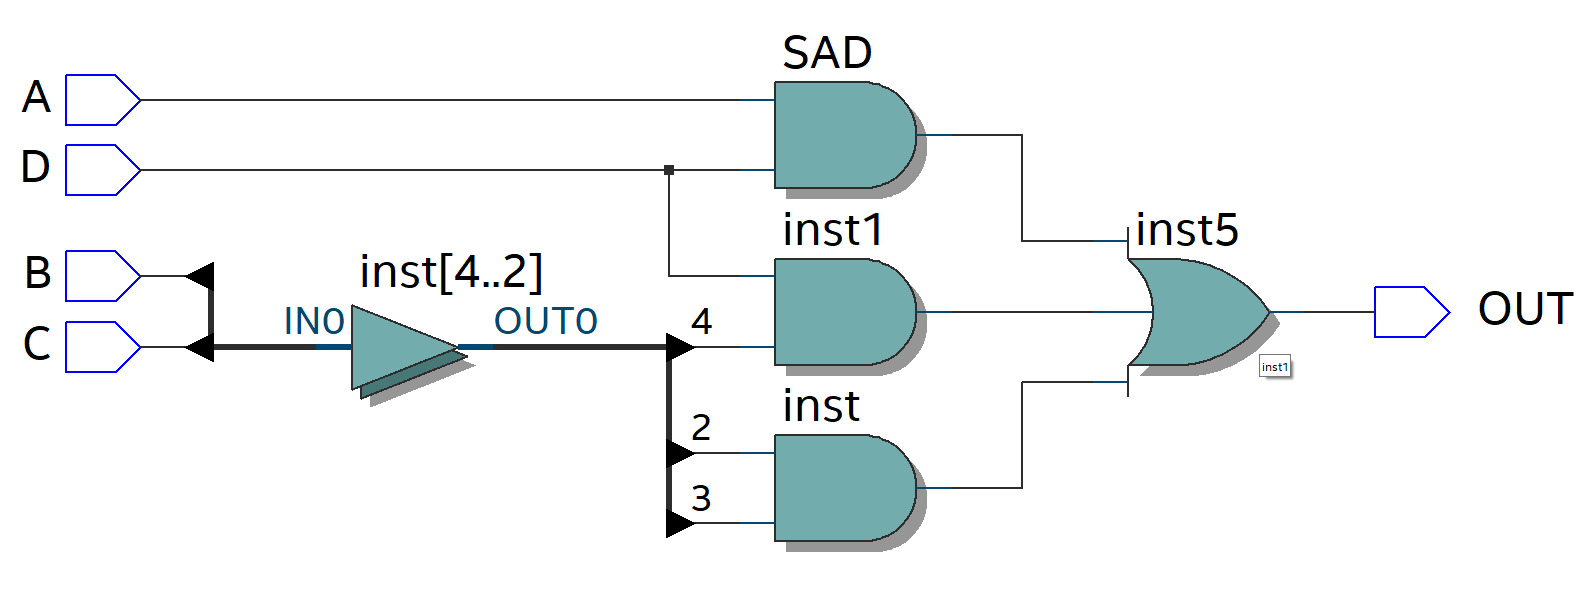 SAD
A
D
inst1
inst5
B
inst[4..2]
IN0
OUT0
4
OUT
C
inst1
inst
2
3